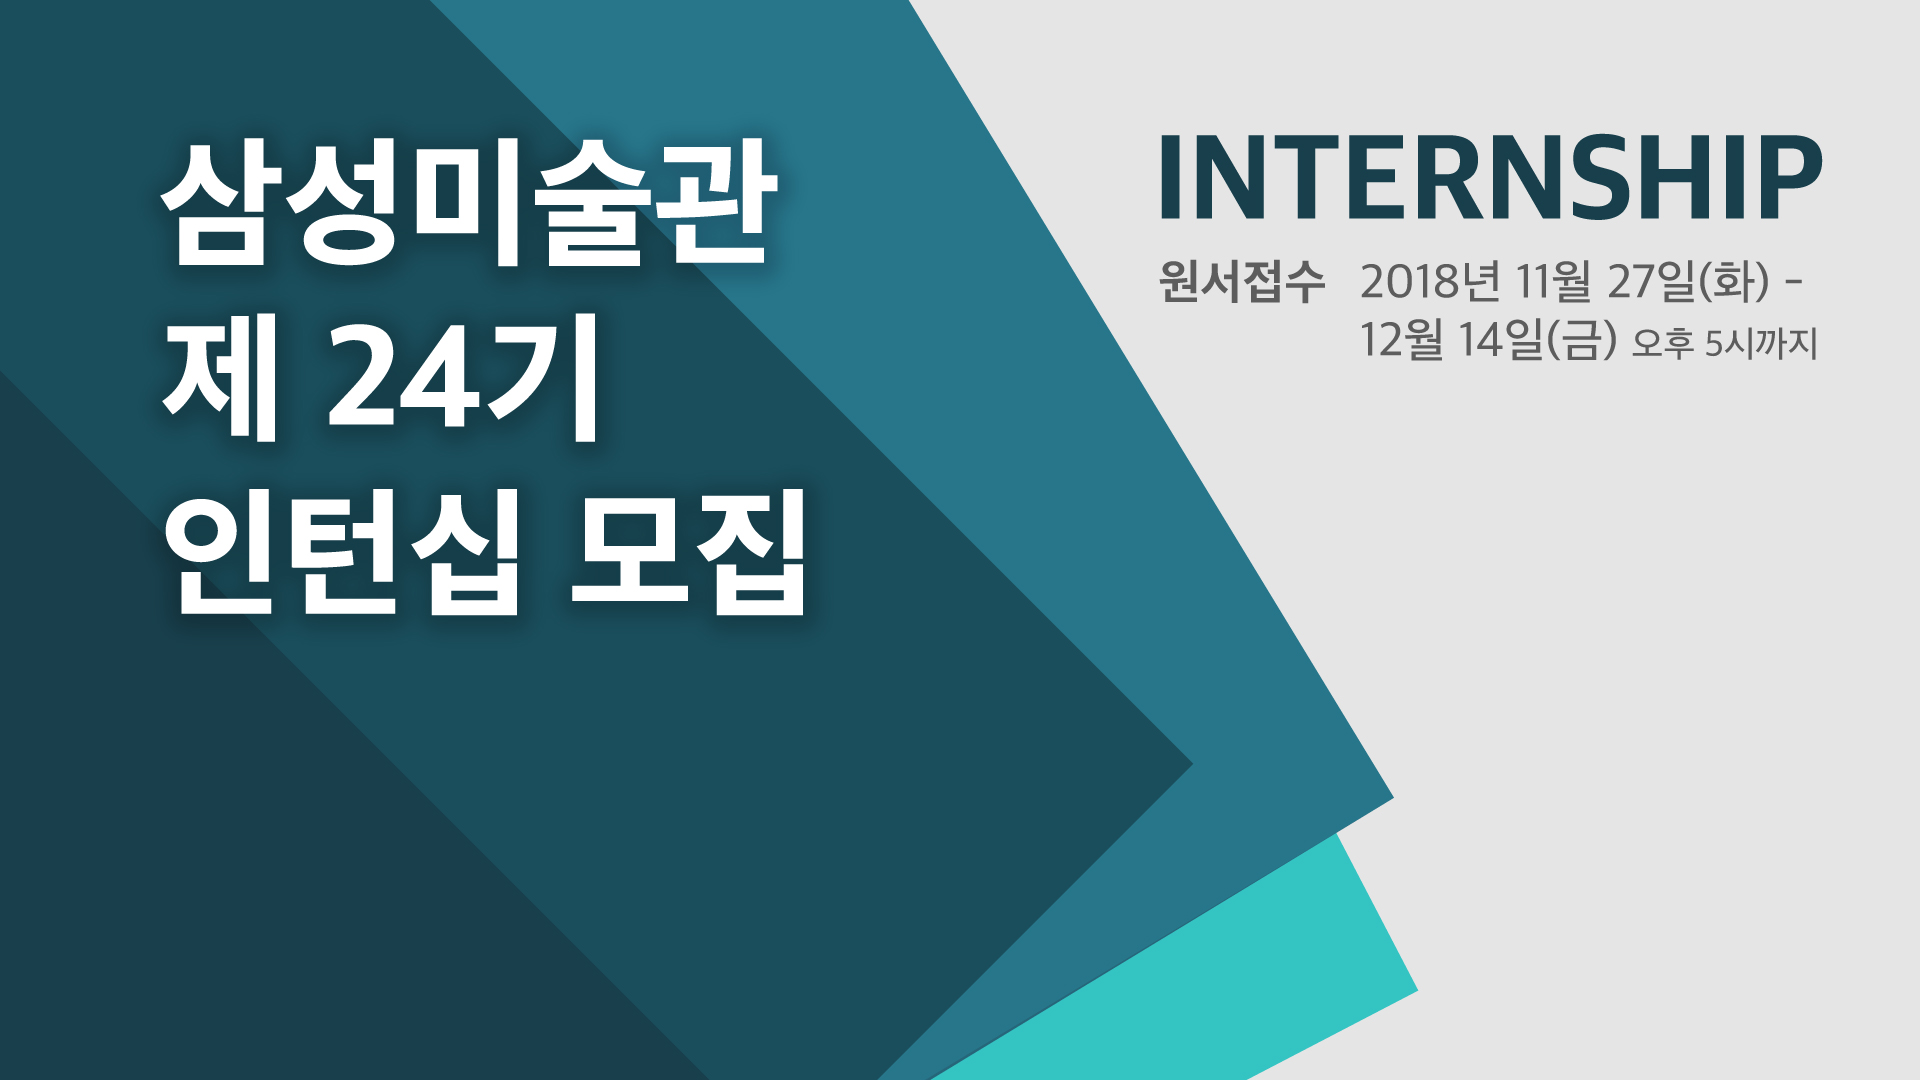 삼성미술관
제 24기
인턴십 모집
INTERNSHIP
원서접수 2018년 11월 27일(화) -
12월 14일(금) 오후 5시까지